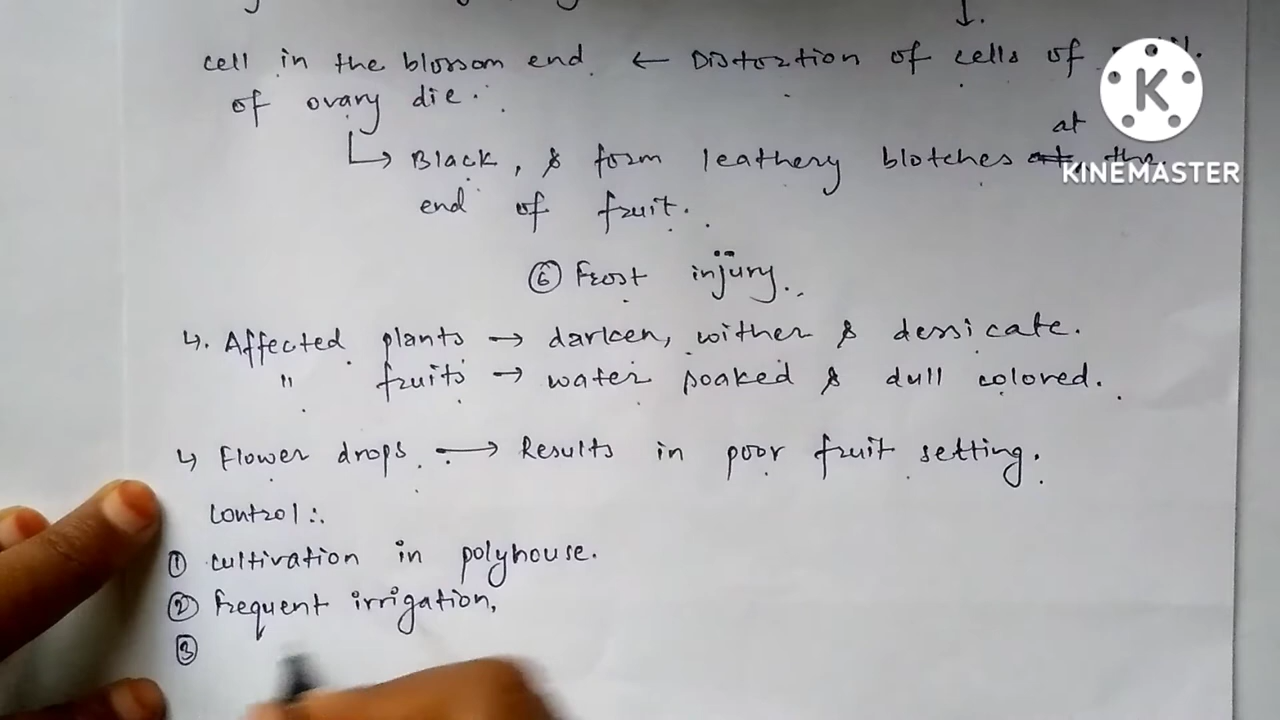 cell in the blossom end. ← Distortion of cells of
of ovary die.
↳ Black, & form leathery blotches at the
end of fruit.
⑥ Frost injury.
↳. Affected plants → darken, wither & dessicate.
" fruits → water soaked & dull colored.
↳ Flower drops. → Results in poor fruit setting.
Control:.
① cultivation in polyhouse.
② frequent irrigation,
③
K
KINEMASTER